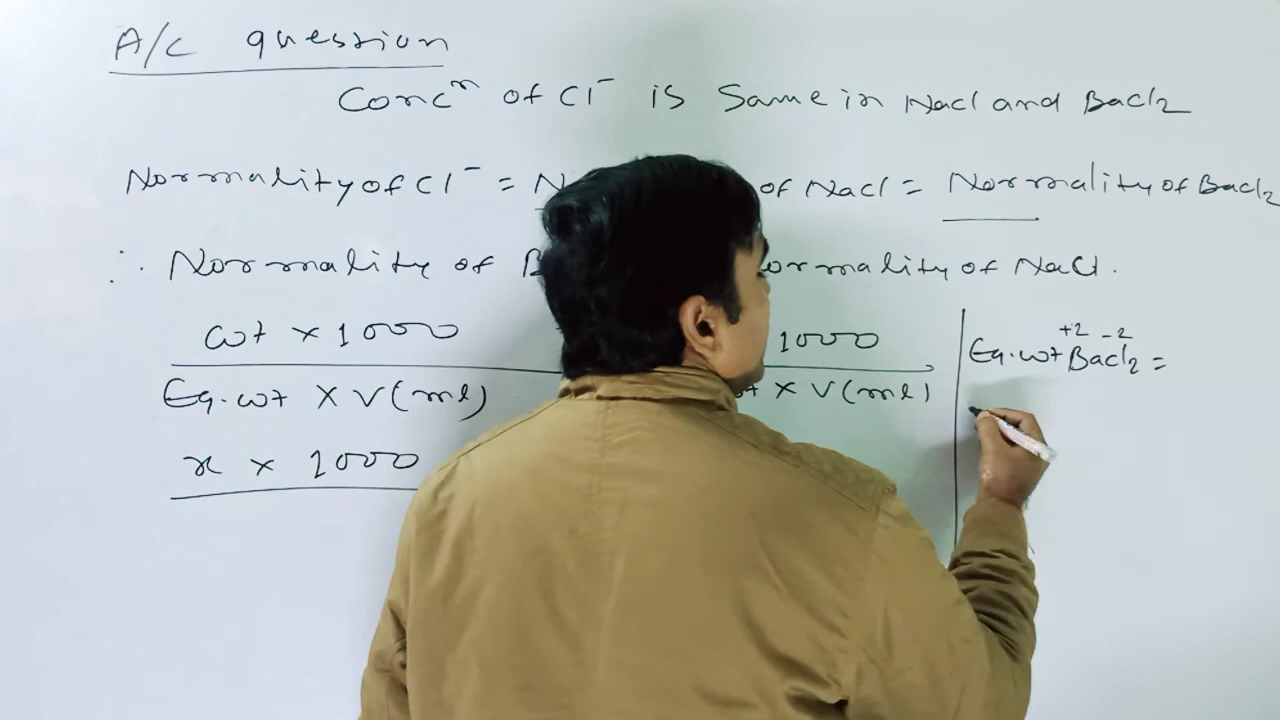 A/C question
Concⁿ of Cl⁻ is Same in Nacl and Bacl₂
Normality of Cl⁻ = of Nacl = Normality of Bacl₂
∴ Normality of ormality of NaCl.
wt × 1000 1000
Eq.wt × V(ml) × V(ml)
x × 1000
+2 -2
Eq.wt Bacl₂ =